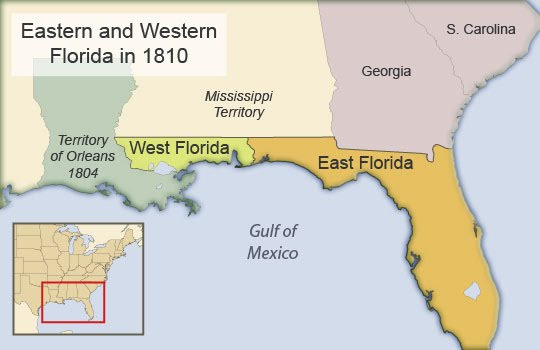 Eastern and Western
Florida in 1810
S. Carolina
Georgia
Mississippi
Territory
Territory
of Orleans
1804
West Florida
East Florida
Gulf of
Mexico